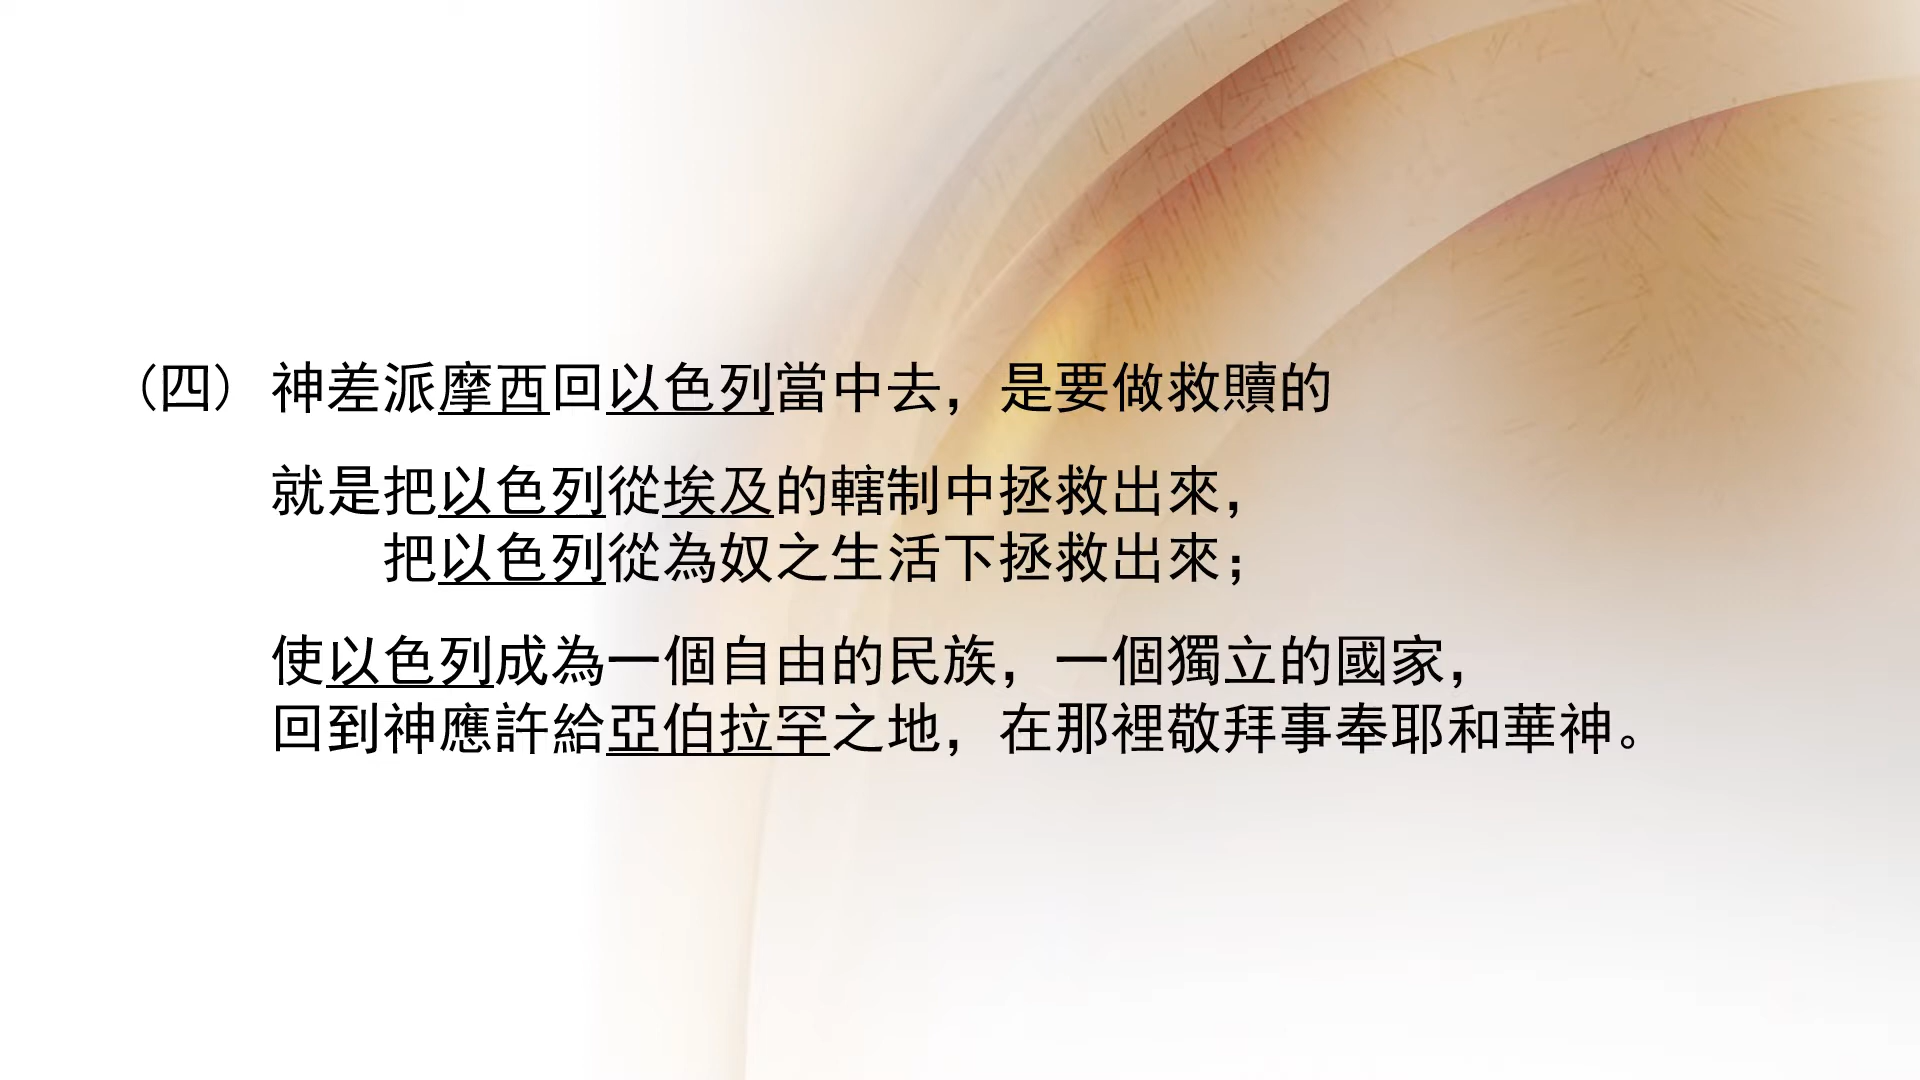 (四) 神差派摩西回以色列當中去，是要做救贖的
就是把以色列從埃及的轄制中拯救出來，
把以色列從為奴之生活下拯救出來；
使以色列成為一個自由的民族，一個獨立的國家，
回到神應許給亞伯拉罕之地，在那裡敬拜事奉耶和華神。